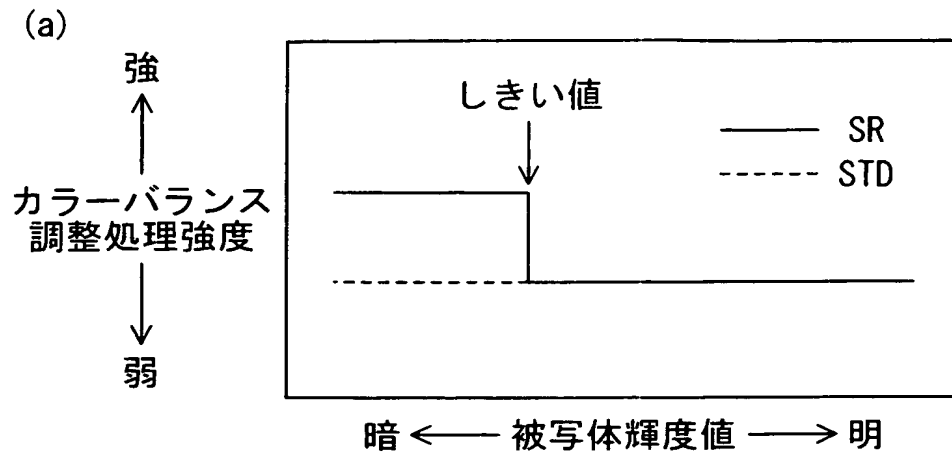 (a)
強
しきい値
SR
STD
カラーバランス
調整処理強度
弱
暗 ←── 被写体輝度値 ──→ 明